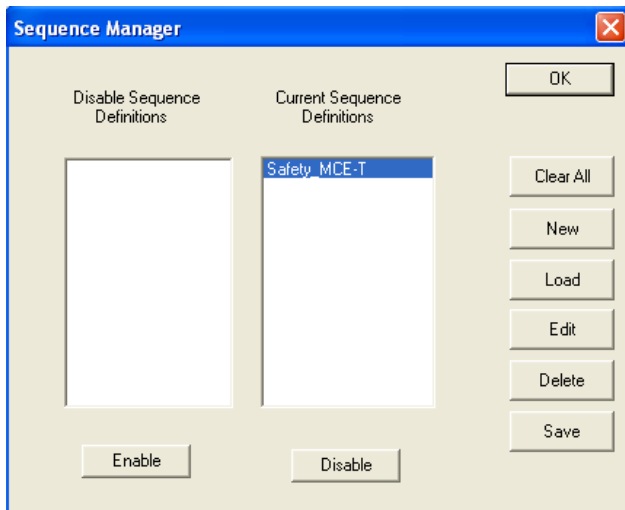 Sequence Manager
OK
Disable Sequence
Definitions
Current Sequence
Definitions
Safety_MCE-T
Clear All
New
Load
Edit
Delete
Save
Enable
Disable